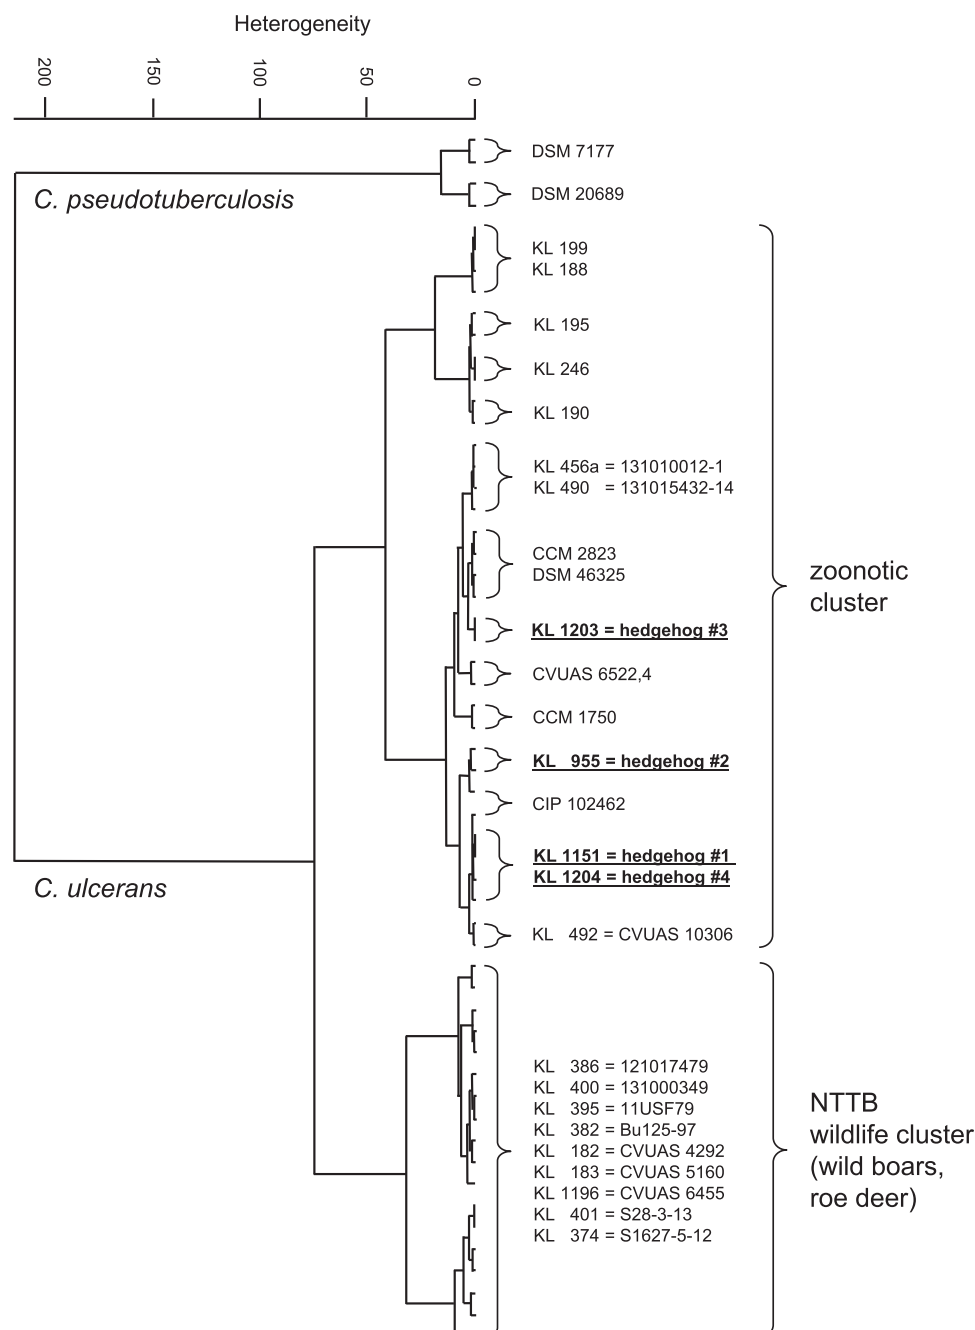 Heterogeneity
200 150 100 50 0
DSM 7177
DSM 20689
C. pseudotuberculosis
KL 199
KL 188
KL 195
KL 246
KL 190
KL 456a = 131010012-1
KL 490 = 131015432-14
CCM 2823
DSM 46325
zoonotic
cluster
KL 1203 = hedgehog #3
CVUAS 6522,4
CCM 1750
KL 955 = hedgehog #2
CIP 102462
KL 1151 = hedgehog #1
KL 1204 = hedgehog #4
C. ulcerans
KL 492 = CVUAS 10306
KL 386 = 121017479
KL 400 = 131000349
KL 395 = 11USF79
KL 382 = Bu125-97
KL 182 = CVUAS 4292
KL 183 = CVUAS 5160
KL 1196 = CVUAS 6455
KL 401 = S28-3-13
KL 374 = S1627-5-12
NTTB
wildlife cluster
(wild boars,
roe deer)